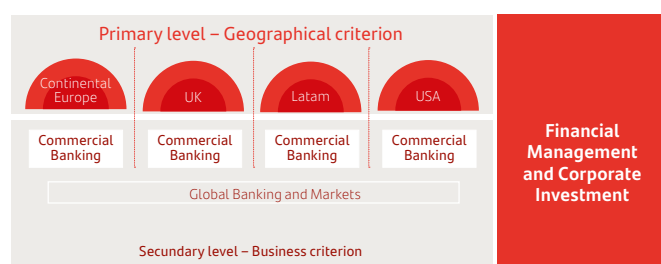 Primary level – Geographical criterion
Continental
Europe
UK
Latam
USA
Commercial
Banking
Commercial
Banking
Commercial
Banking
Commercial
Banking
Global Banking and Markets
Secundary level – Business criterion
Financial
Management
and Corporate
Investment